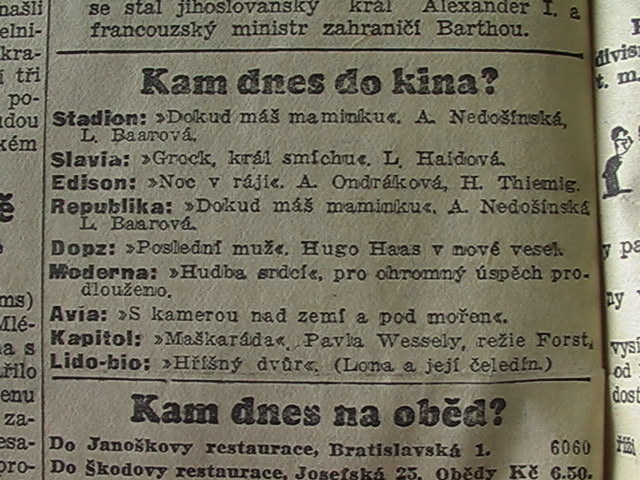 našli
se stal jihoslovanský král Alexander I. a
francouzský ministr zahraničí Barthou.
Kam dnes do kina?
Stadion: »Dokud máš maminku«. A. Nedošínská,
L. Baarová.
Slavia: »Grock, král smíchu«. L. Haidová.
Edison: »Noc v ráji«. A. Ondráková, H. Thiemig.
Republika: »Dokud máš maminku«. A. Nedošínská
L. Baarová.
Dopz: »Poslední muž«. Hugo Haas v nové vesel.
Moderna: »Hudba srdcí«, pro ohromný úspěch pro-
dlouženo.
Avia: »S kamerou nad zemí a pod mořem«.
Kapitol: »Maškaráda«. Pavla Wessely, režie Forst.
Lido-bio: »Hříšný dvůr«. (Lona a její čeledín.)
Kam dnes na oběd?
Do Janoškovy restaurace, Bratislavská 1. 6060
Do Škodovy restaurace, Josefská 25. Obědy Kč 6.50.